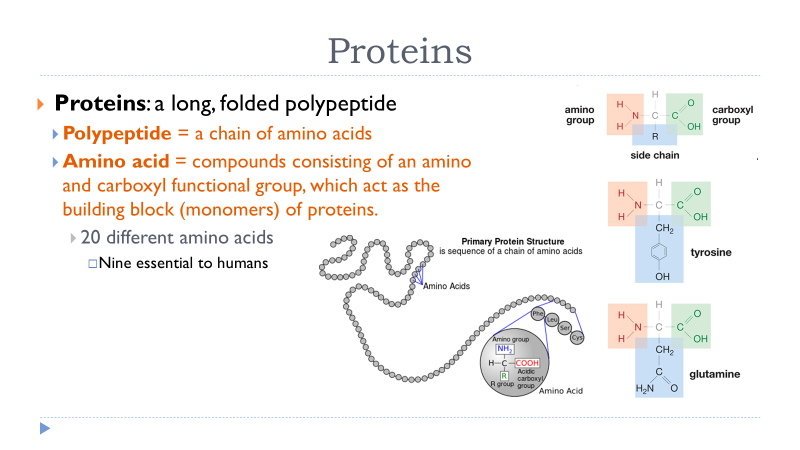 Proteins
Proteins: a long, folded polypeptide
Polypeptide = a chain of amino acids
Amino acid = compounds consisting of an amino
and carboxyl functional group, which act as the
building block (monomers) of proteins.
20 different amino acids
Nine essential to humans
Primary Protein Structure
is sequence of a chain of amino acids
Amino Acids
Phe
Leu
Ser
Cys
Amino group
NH2
H C COOH
R
Acidic
carboxyl
group
R group
Amino Acid
amino
group
H
H
N
H
C
R
C
O
OH
carboxyl
group
side chain
H
H
N
H
C
C
O
OH
CH2
OH
tyrosine
H
H
N
H
C
C
O
OH
CH2
C
H2N
O
glutamine